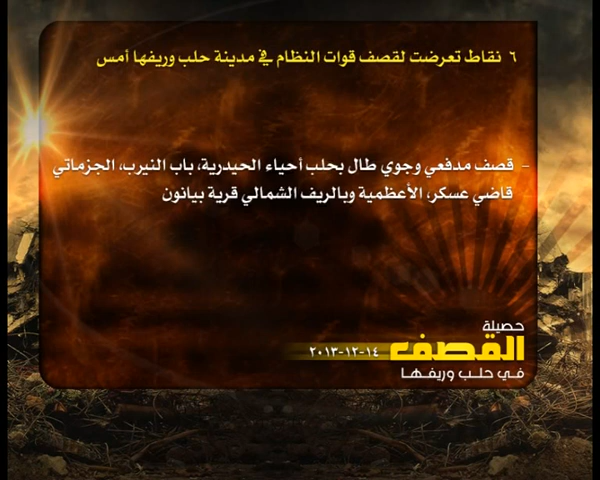 ٦ نقاط تعرضت لقصف قوات النظام في مدينة حلب وريفها أمس
- قصف مدفعي وجوي طال بحلب أحياء الحيدرية، باب النيرب، الجزماتي
قاضي عسكر، الأعظمية وبالريف الشمالي قرية بيانون
حصيلة
القصف ١٤-١٢-٢٠١٣
في حلب وريفها